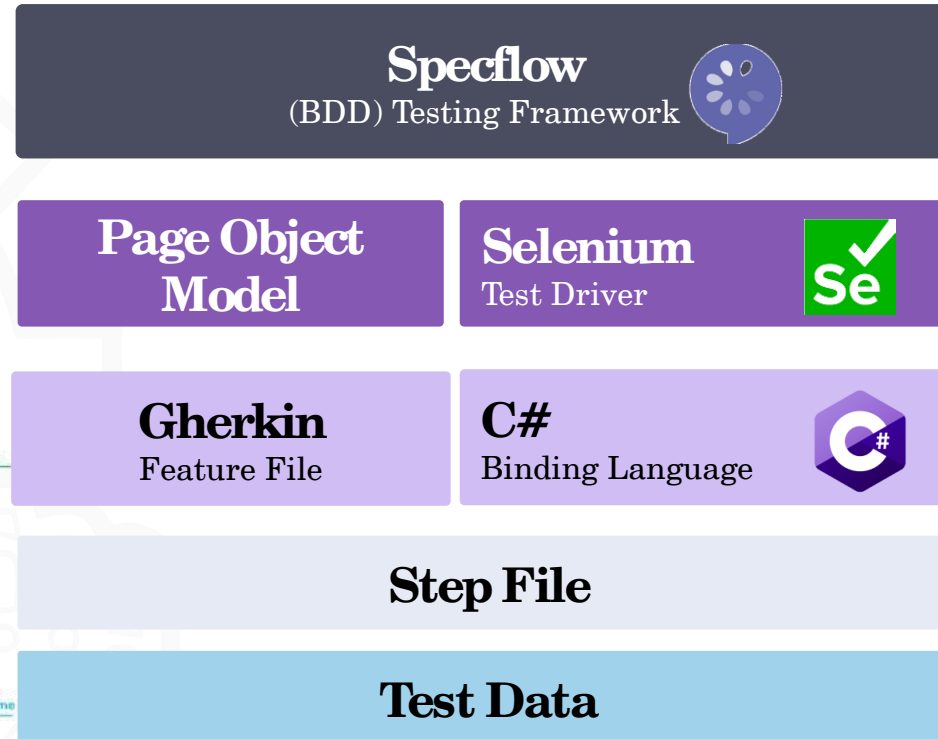 Specflow
(BDD) Testing Framework
Page Object
Model
Selenium
Test Driver
Se
Gherkin
Feature File
C#
Binding Language
C#
Step File
Test Data